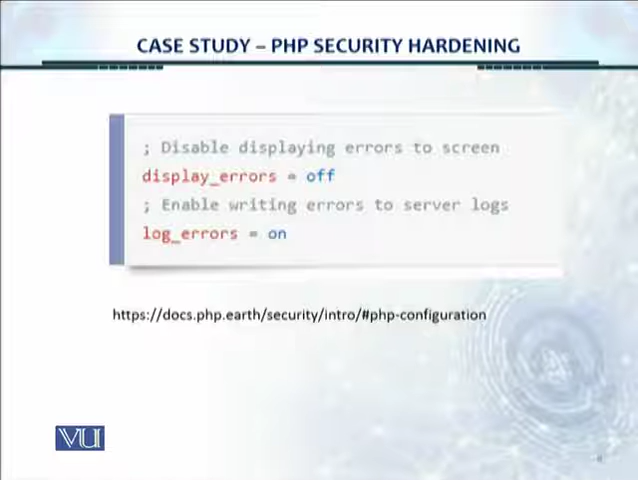 CASE STUDY – PHP SECURITY HARDENING
; Disable displaying errors to screen
display_errors = off
; Enable writing errors to server logs
log_errors = on
https://docs.php.earth/security/intro/#php-configuration
VU